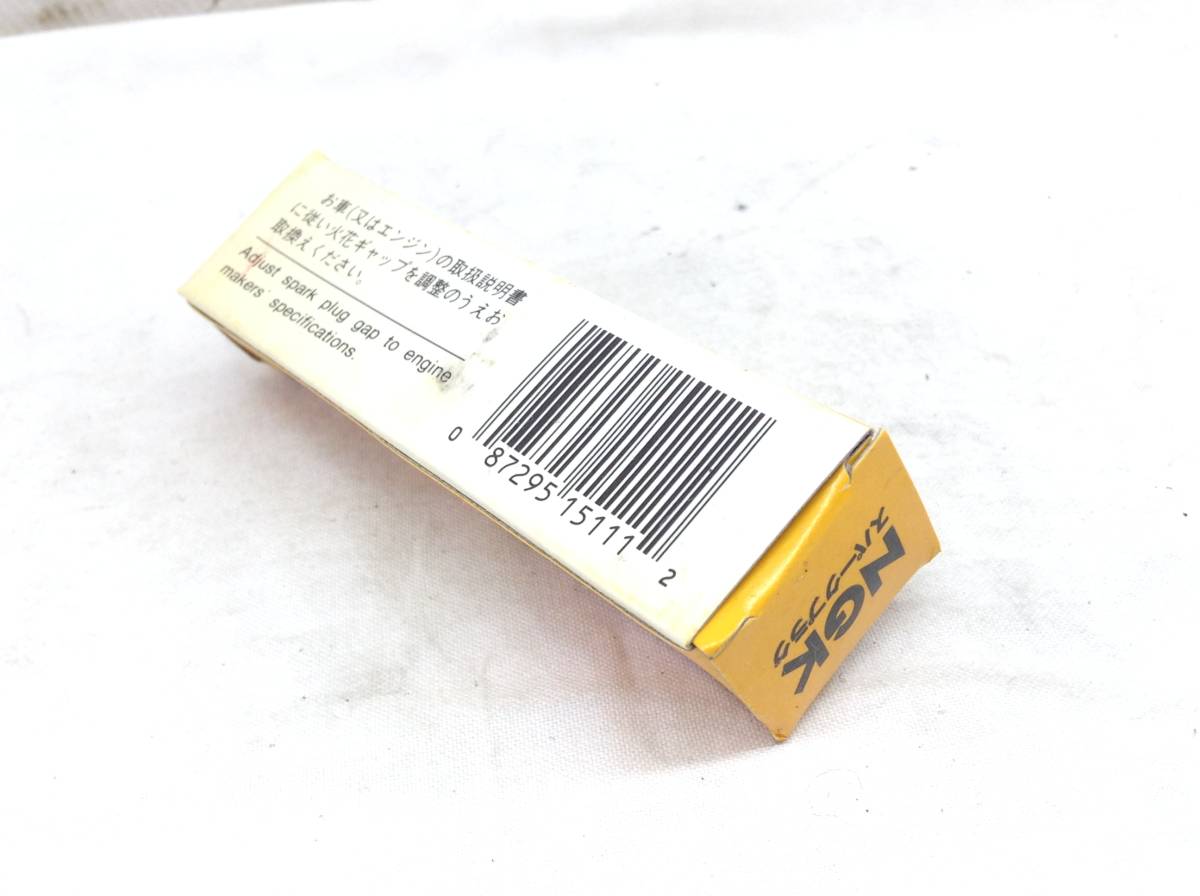 お車(又はエンジン)の取扱説明書
に従い火花ギャップを調整のうえお
取換えください。
Adjust spark plug gap to engine
makers' specifications.
0 87295 15111 2
NGK
スパークプラグ